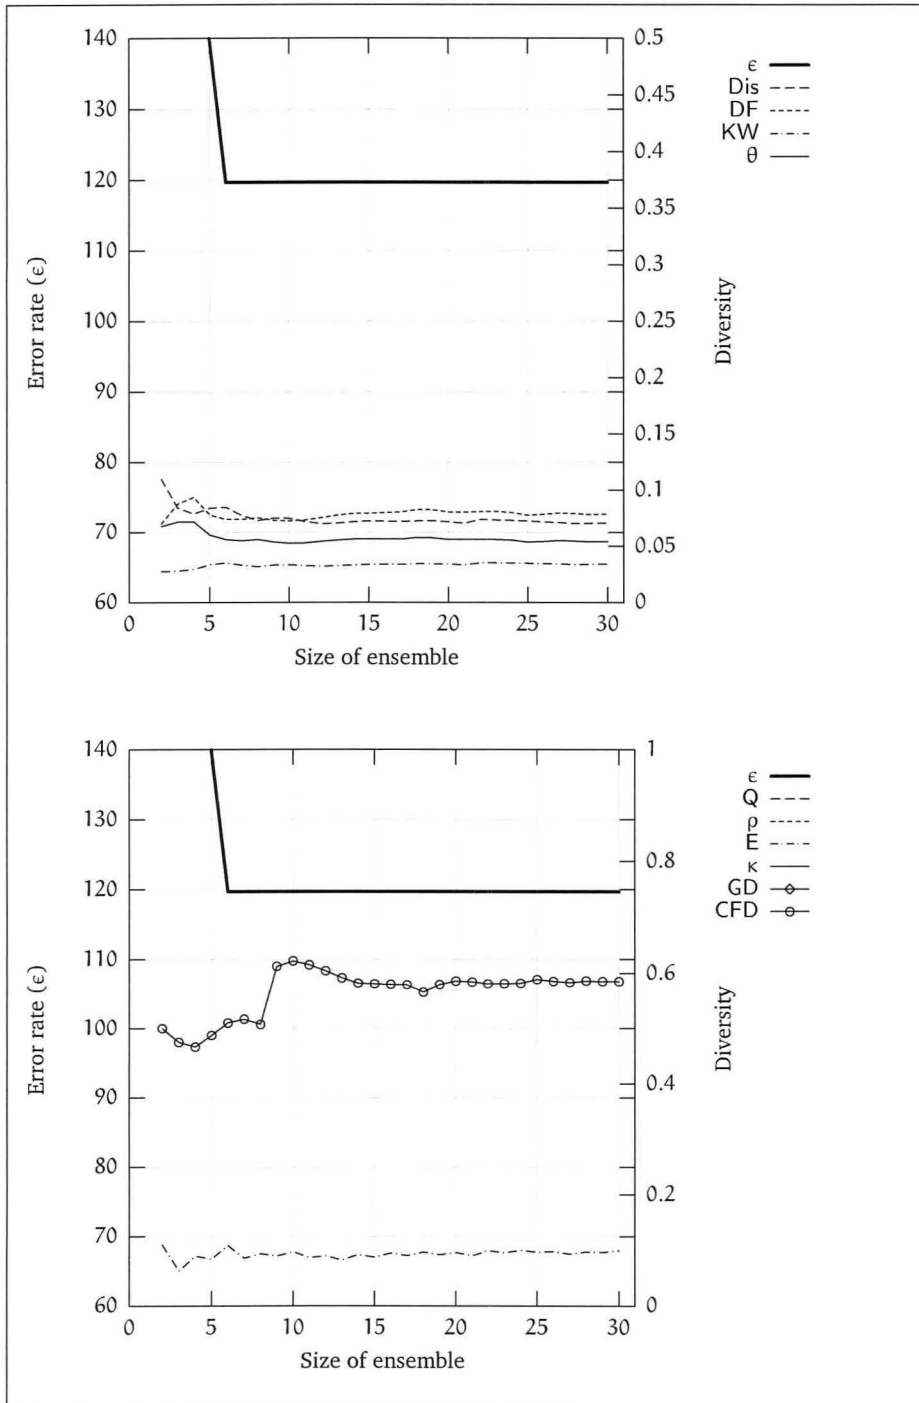 140
130
120
110
100
90
80
70
60
0 5 10 15 20 25 30
0.5
0.45
0.4
0.35
0.3
0.25
0.2
0.15
0.1
0.05
0
Error rate (ϵ)
Size of ensemble
Diversity
ϵ
Dis
DF
KW
θ
140
130
120
110
100
90
80
70
60
0 5 10 15 20 25 30
1
0.8
0.6
0.4
0.2
0
Error rate (ϵ)
Size of ensemble
Diversity
ϵ
Q
ρ
E
κ
GD
CFD